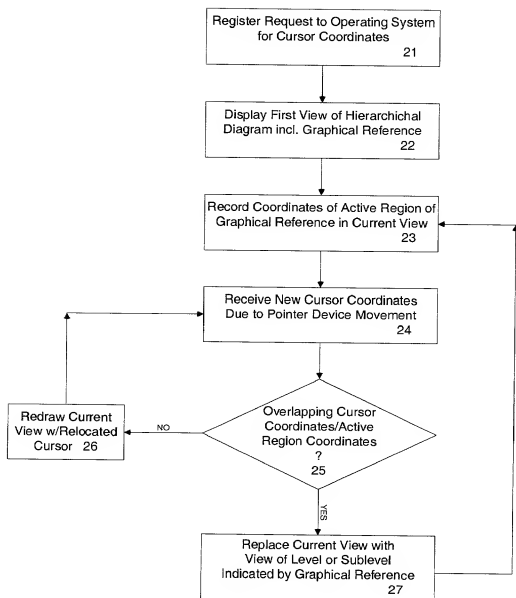 Register Request to Operating System
for Cursor Coordinates
21
Display First View of Hierarchichal
Diagram incl. Graphical Reference
22
Record Coordinates of Active Region of
Graphical Reference in Current View
23
Receive New Cursor Coordinates
Due to Pointer Device Movement
24
Overlapping Cursor
Coordinates/Active
Region Coordinates
?
25
NO
Redraw Current
View w/Relocated
Cursor 26
YES
Replace Current View with
View of Level or Sublevel
Indicated by Graphical Reference
27